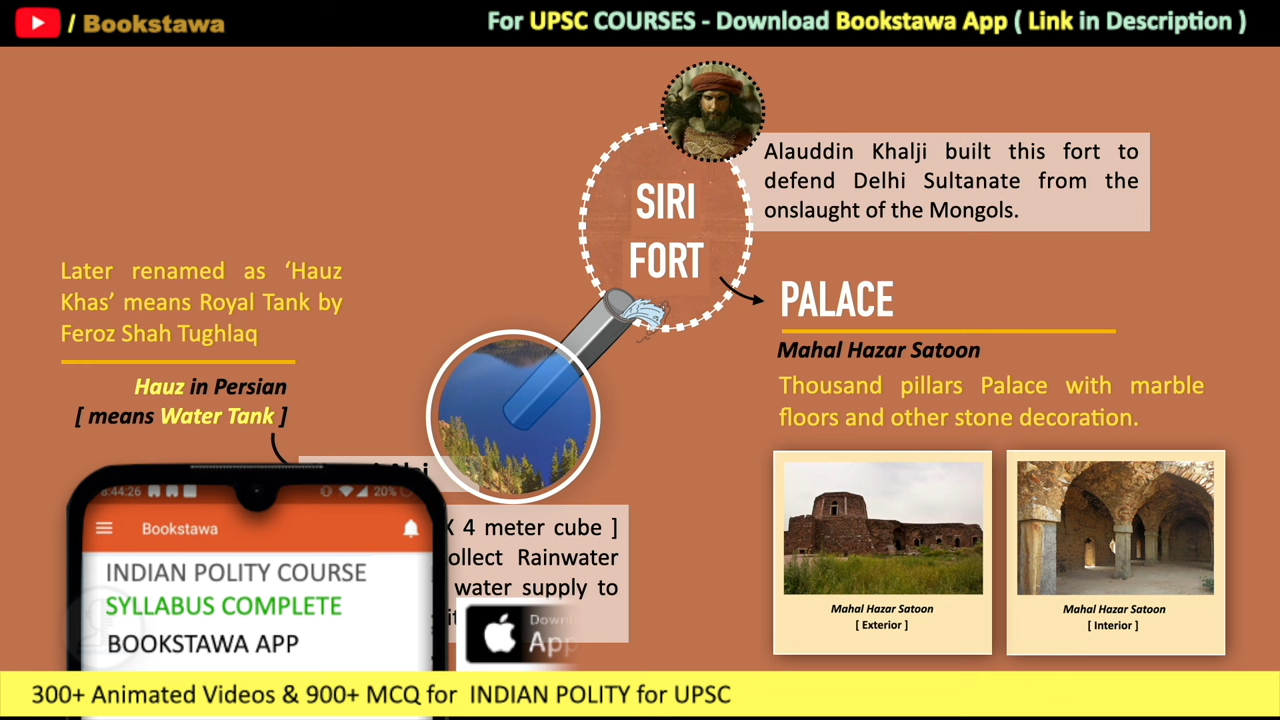 / Bookstawa
For UPSC COURSES - Download Bookstawa App ( Link in Description )
SIRI
FORT
Alauddin Khalji built this fort to
defend Delhi Sultanate from the
onslaught of the Mongols.
PALACE
Mahal Hazar Satoon
Thousand pillars Palace with marble
floors and other stone decoration.
Mahal Hazar Satoon
[ Exterior ]
Mahal Hazar Satoon
[ Interior ]
Later renamed as ‘Hauz
Khas’ means Royal Tank by
Feroz Shah Tughlaq
Hauz in Persian
[ means Water Tank ]
X 4 meter cube ]
ollect Rainwater
water supply to
8:44:26
20%
Bookstawa
INDIAN POLITY COURSE
SYLLABUS COMPLETE
BOOKSTAWA APP
Down
App
300+ Animated Videos & 900+ MCQ for INDIAN POLITY for UPSC